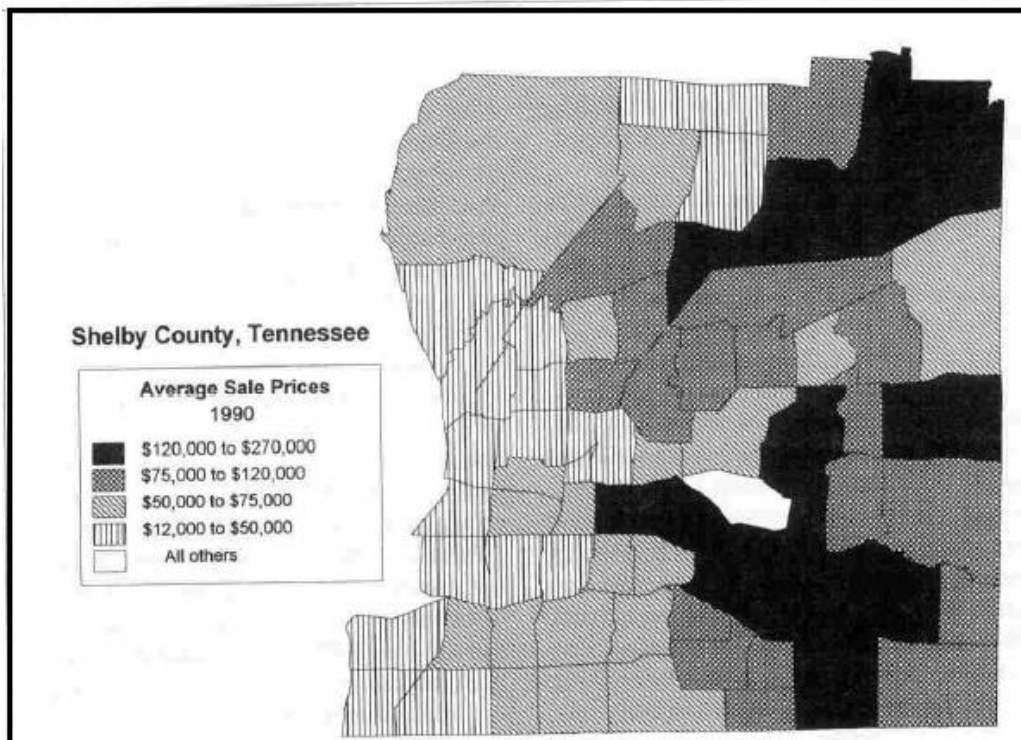 Shelby County, Tennessee
Average Sale Prices
1990
$120,000 to $270,000
$75,000 to $120,000
$50,000 to $75,000
$12,000 to $50,000
All others